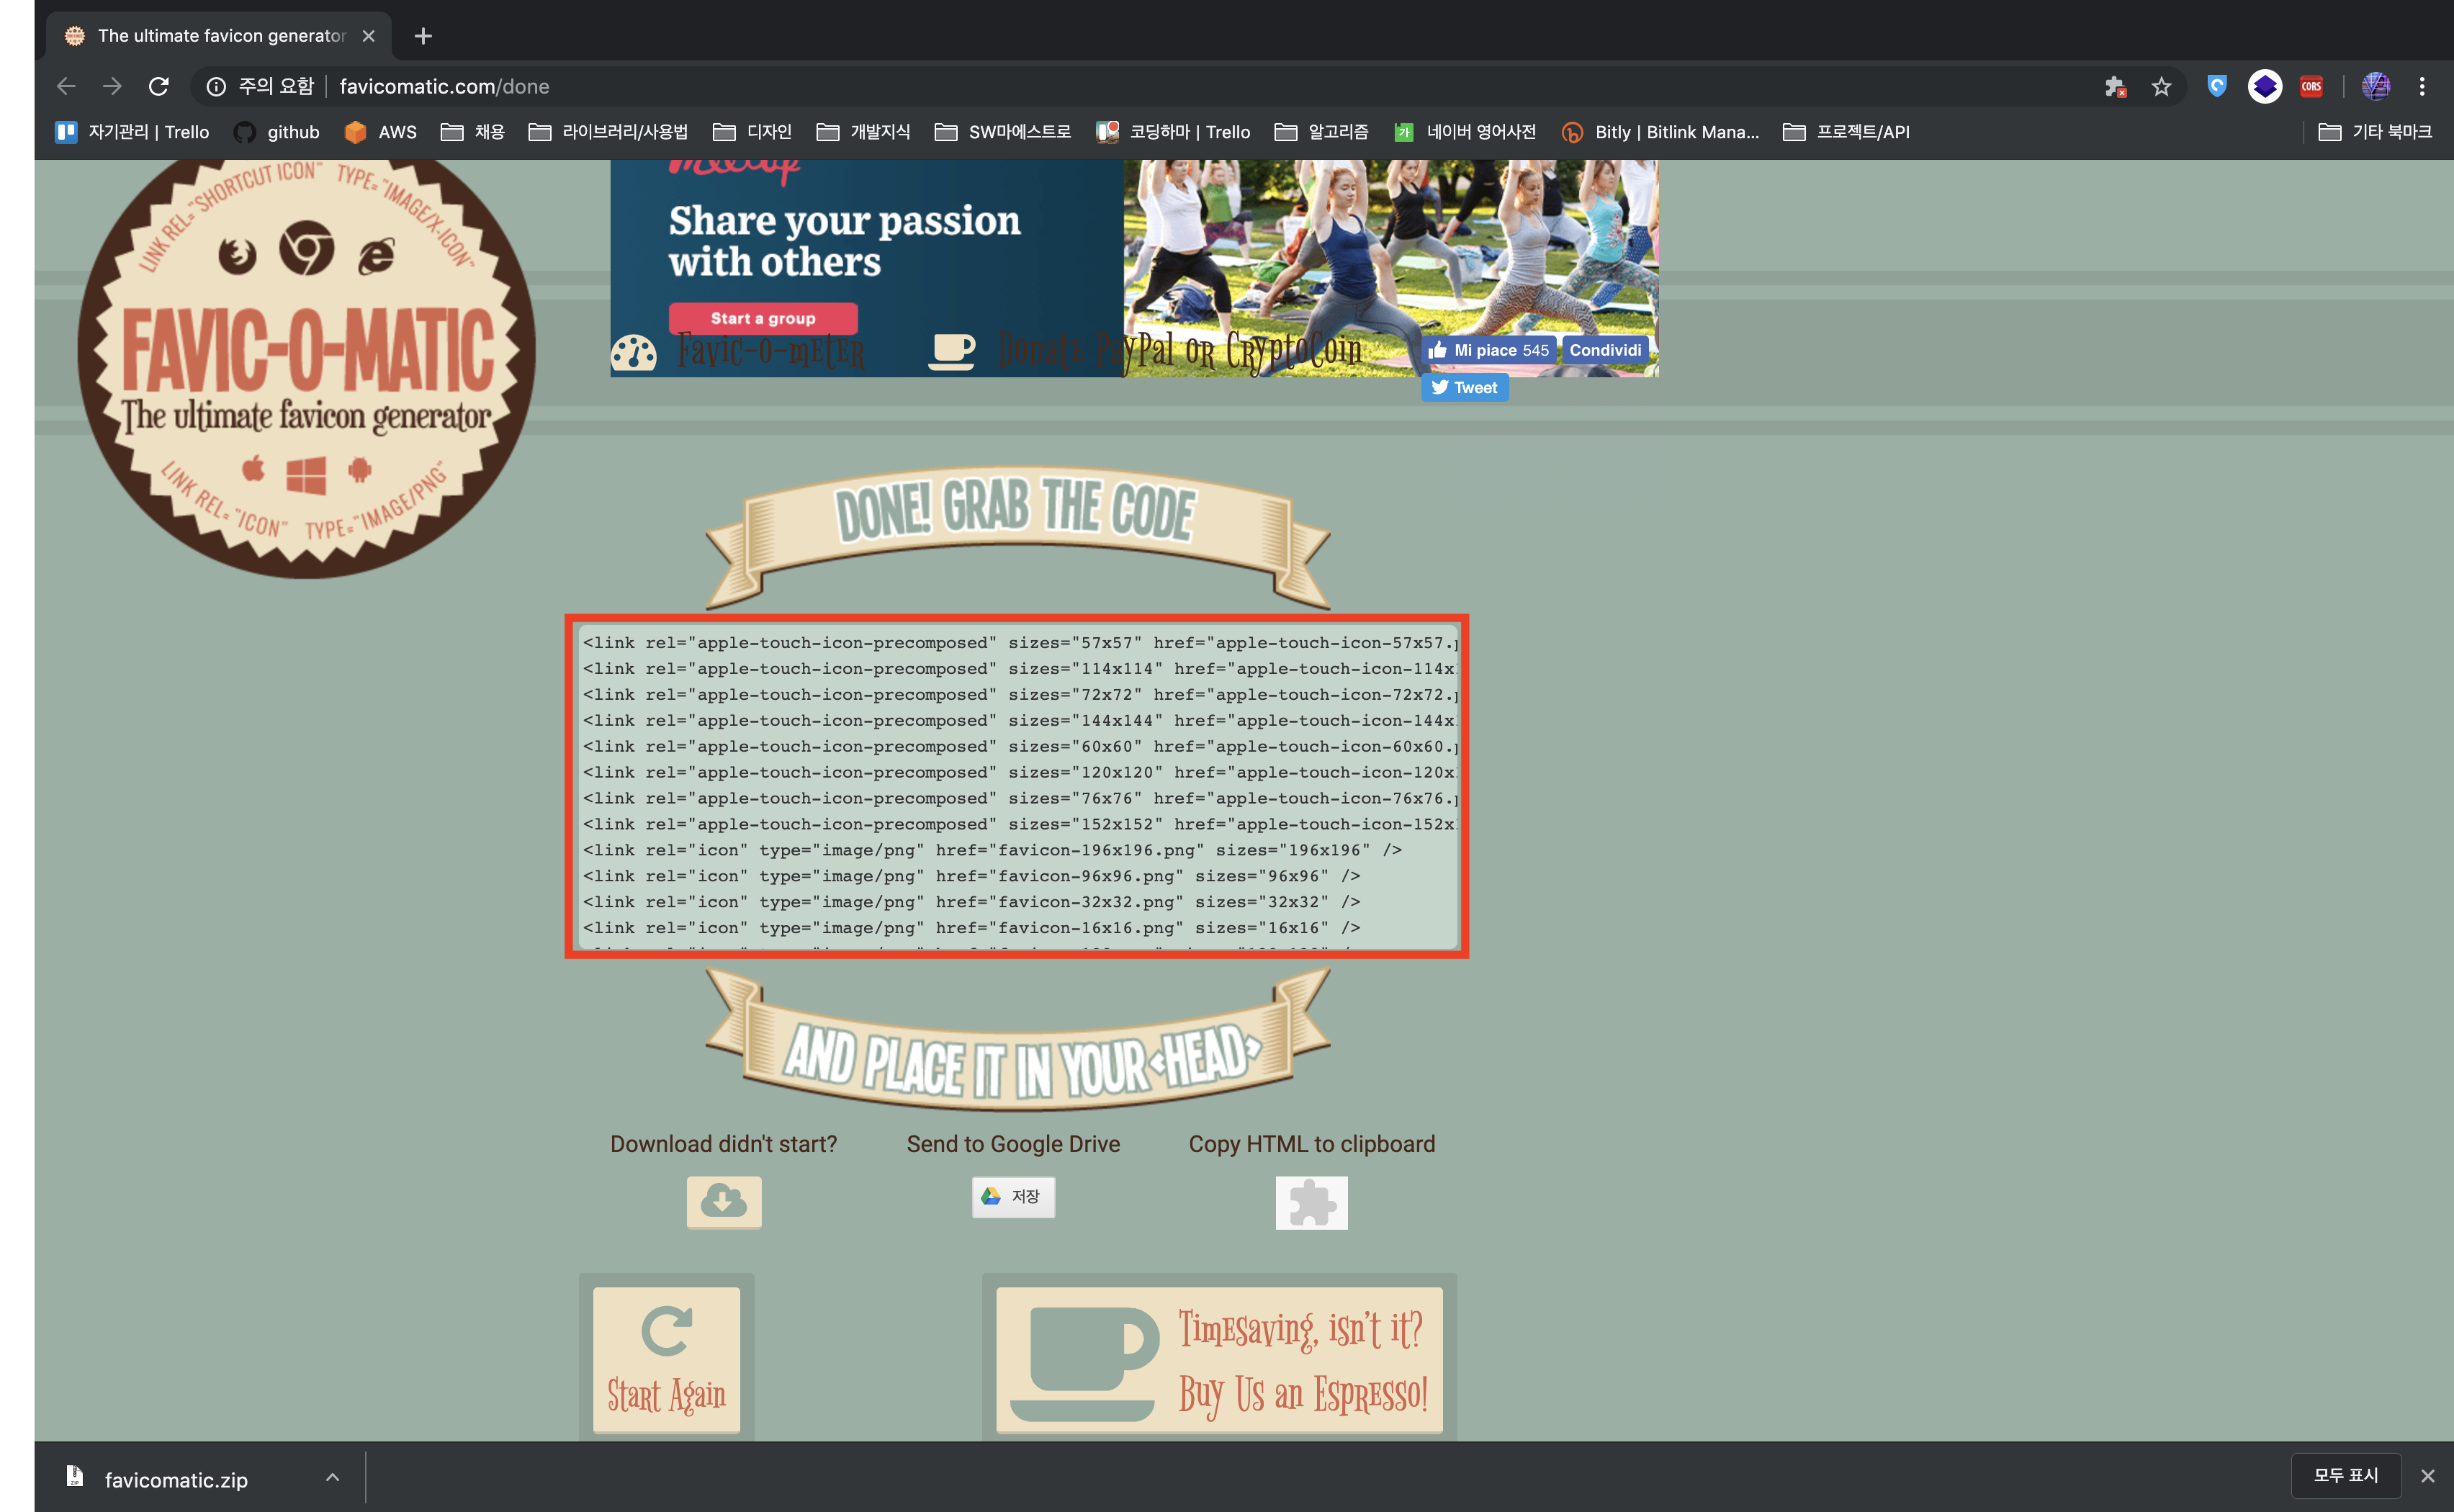 The ultimate favicon generator
주의 요함 favicomatic.com/done
CORS
자기관리 | Trello github AWS 채용 라이브러리/사용법 디자인 개발지식 SW마에스트로 코딩하마 | Trello 알고리즘 네이버 영어사전 Bitly | Bitlink Mana... 프로젝트/API 기타 북마크
LINK REL="SHORTCUT ICON" TYPE="IMAGE/X-ICON"
FAVIC-O-MATIC
The ultimate favicon generator
LINK REL="ICON" TYPE="IMAGE/PNG"
Share your passion
with others
Start a group
Favic-o-meter Donate PayPal or CryptoCoin
Mi piace 545 Condividi
Tweet
DONE! GRAB THE CODE
<link rel="apple-touch-icon-precomposed" sizes="57x57" href="apple-touch-icon-57x57.
<link rel="apple-touch-icon-precomposed" sizes="114x114" href="apple-touch-icon-114x
<link rel="apple-touch-icon-precomposed" sizes="72x72" href="apple-touch-icon-72x72.
<link rel="apple-touch-icon-precomposed" sizes="144x144" href="apple-touch-icon-144x
<link rel="apple-touch-icon-precomposed" sizes="60x60" href="apple-touch-icon-60x60.
<link rel="apple-touch-icon-precomposed" sizes="120x120" href="apple-touch-icon-120x
<link rel="apple-touch-icon-precomposed" sizes="76x76" href="apple-touch-icon-76x76.
<link rel="apple-touch-icon-precomposed" sizes="152x152" href="apple-touch-icon-152x
<link rel="icon" type="image/png" href="favicon-196x196.png" sizes="196x196" />
<link rel="icon" type="image/png" href="favicon-96x96.png" sizes="96x96" />
<link rel="icon" type="image/png" href="favicon-32x32.png" sizes="32x32" />
<link rel="icon" type="image/png" href="favicon-16x16.png" sizes="16x16" />
AND PLACE IT IN YOUR <HEAD>
Download didn't start? Send to Google Drive Copy HTML to clipboard
저장
Start Again
Timesaving, isn't it?
Buy Us an Espresso!
favicomatic.zip
모두 표시